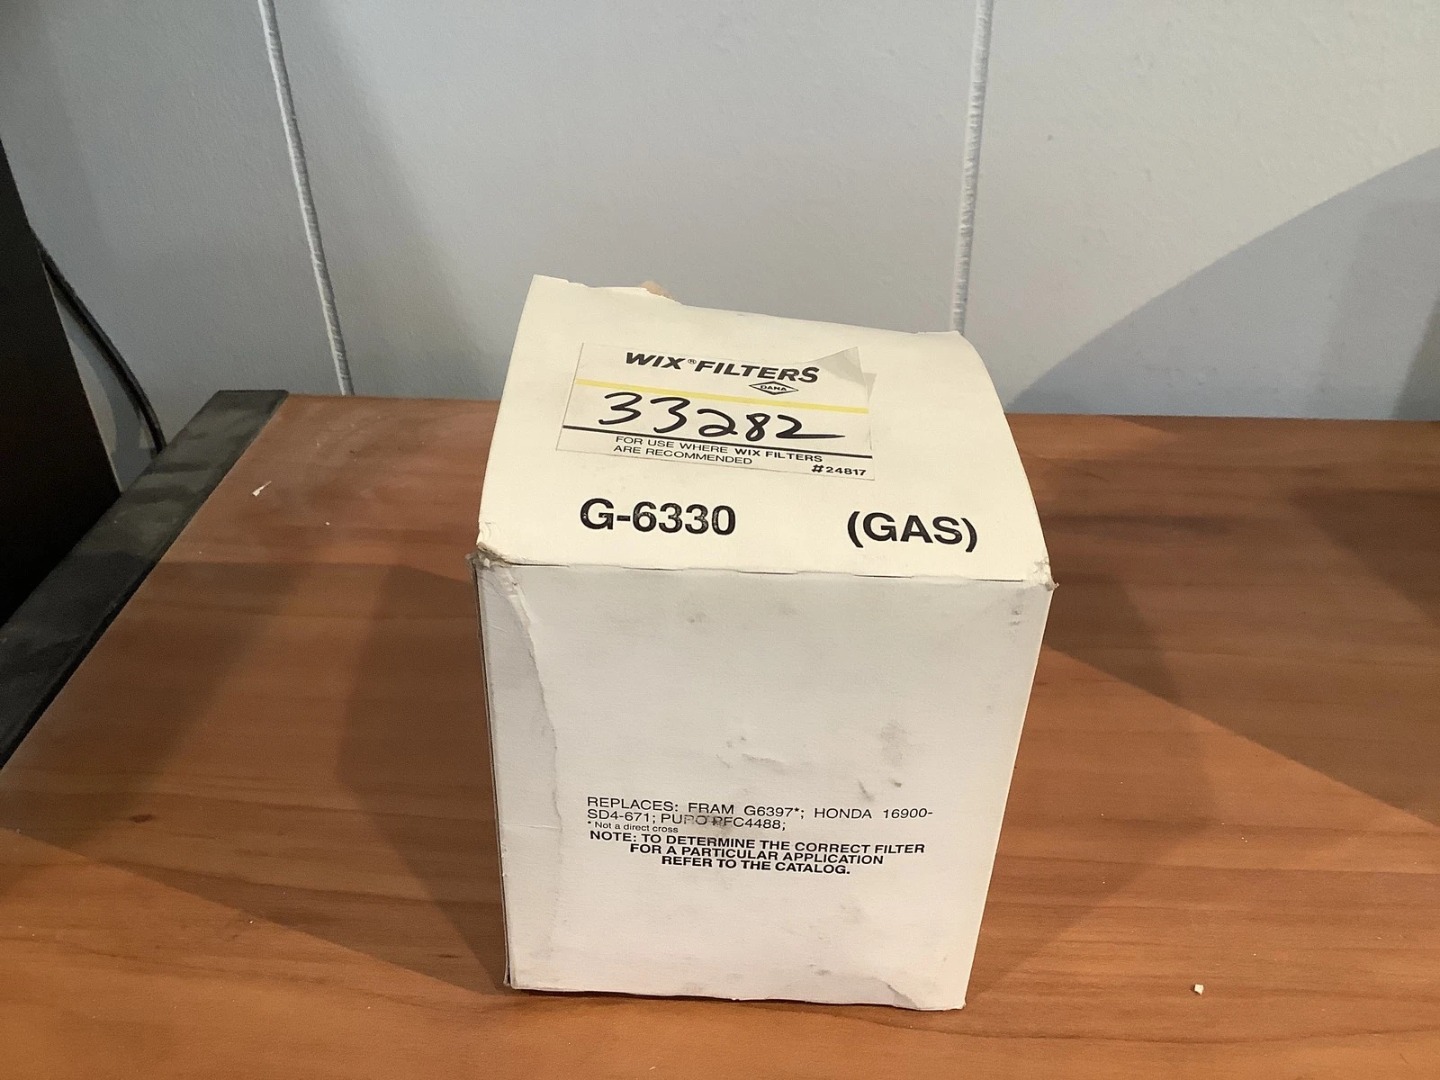 WIX® FILTERS
DANA
33282
FOR USE WHERE WIX FILTERS
ARE RECOMMENDED
#24817
G-6330 (GAS)
REPLACES: FRAM G6397*; HONDA 16900-
SD4-671; PURO PFC4488;
* Not a direct cross
NOTE: TO DETERMINE THE CORRECT FILTER
FOR A PARTICULAR APPLICATION
REFER TO THE CATALOG.